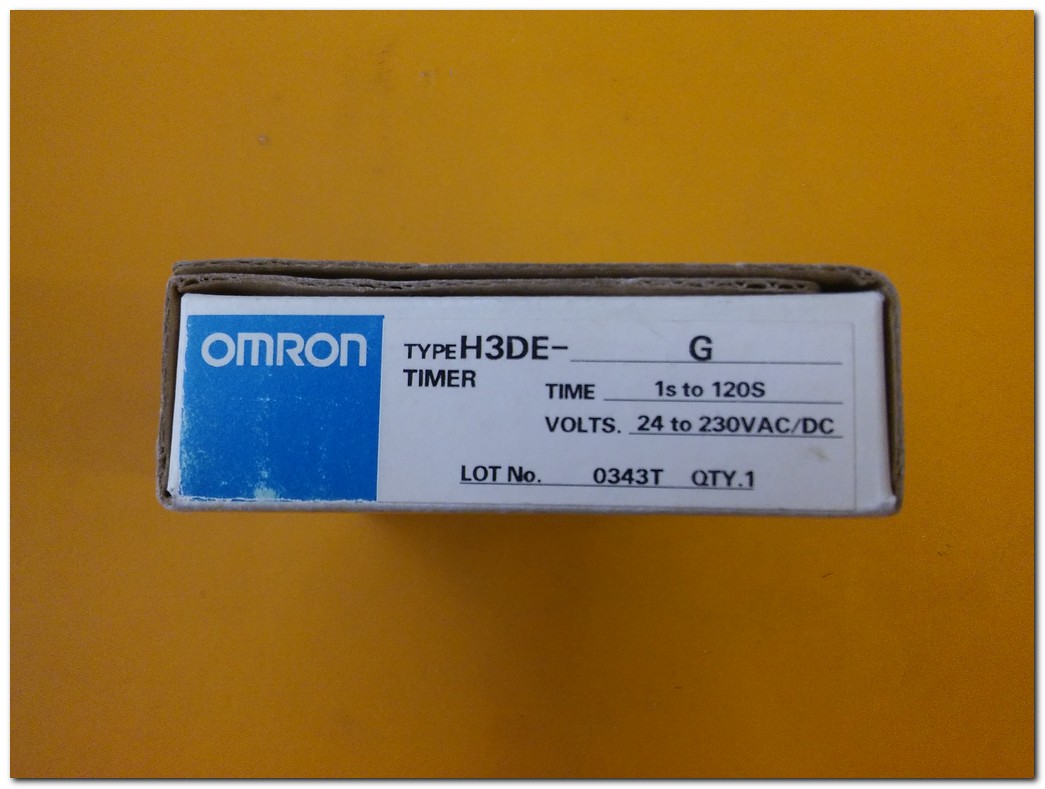 OMRON
TYPE H3DE- G
TIMER
TIME 1s to 120S
VOLTS. 24 to 230VAC/DC
LOT No. 0343T QTY.1